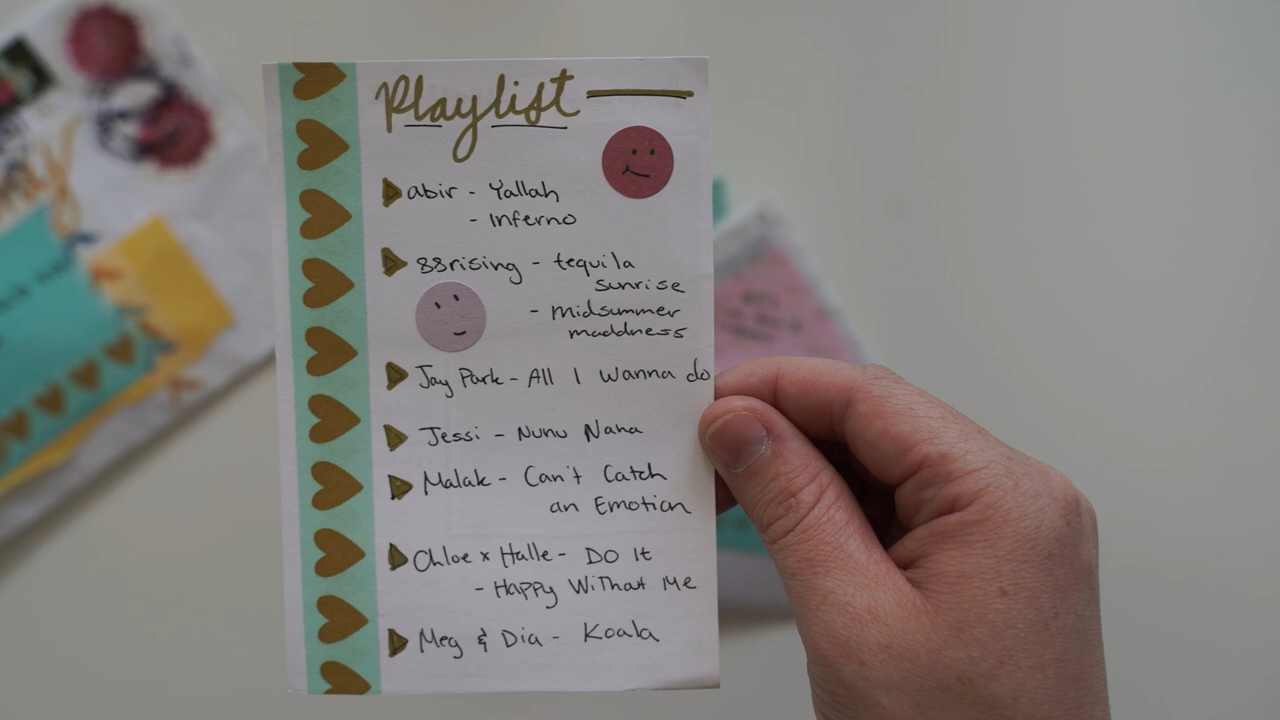 Playlist
abir - Yallah
- Inferno
88rising - tequila
sunrise
- midsummer
maddness
Jay Park - All I Wanna do
Jessi - Nunu Nana
Malak - Can't Catch
an Emotion
Chloe x Halle - DO It
- Happy Without Me
Meg & Dia - Koala